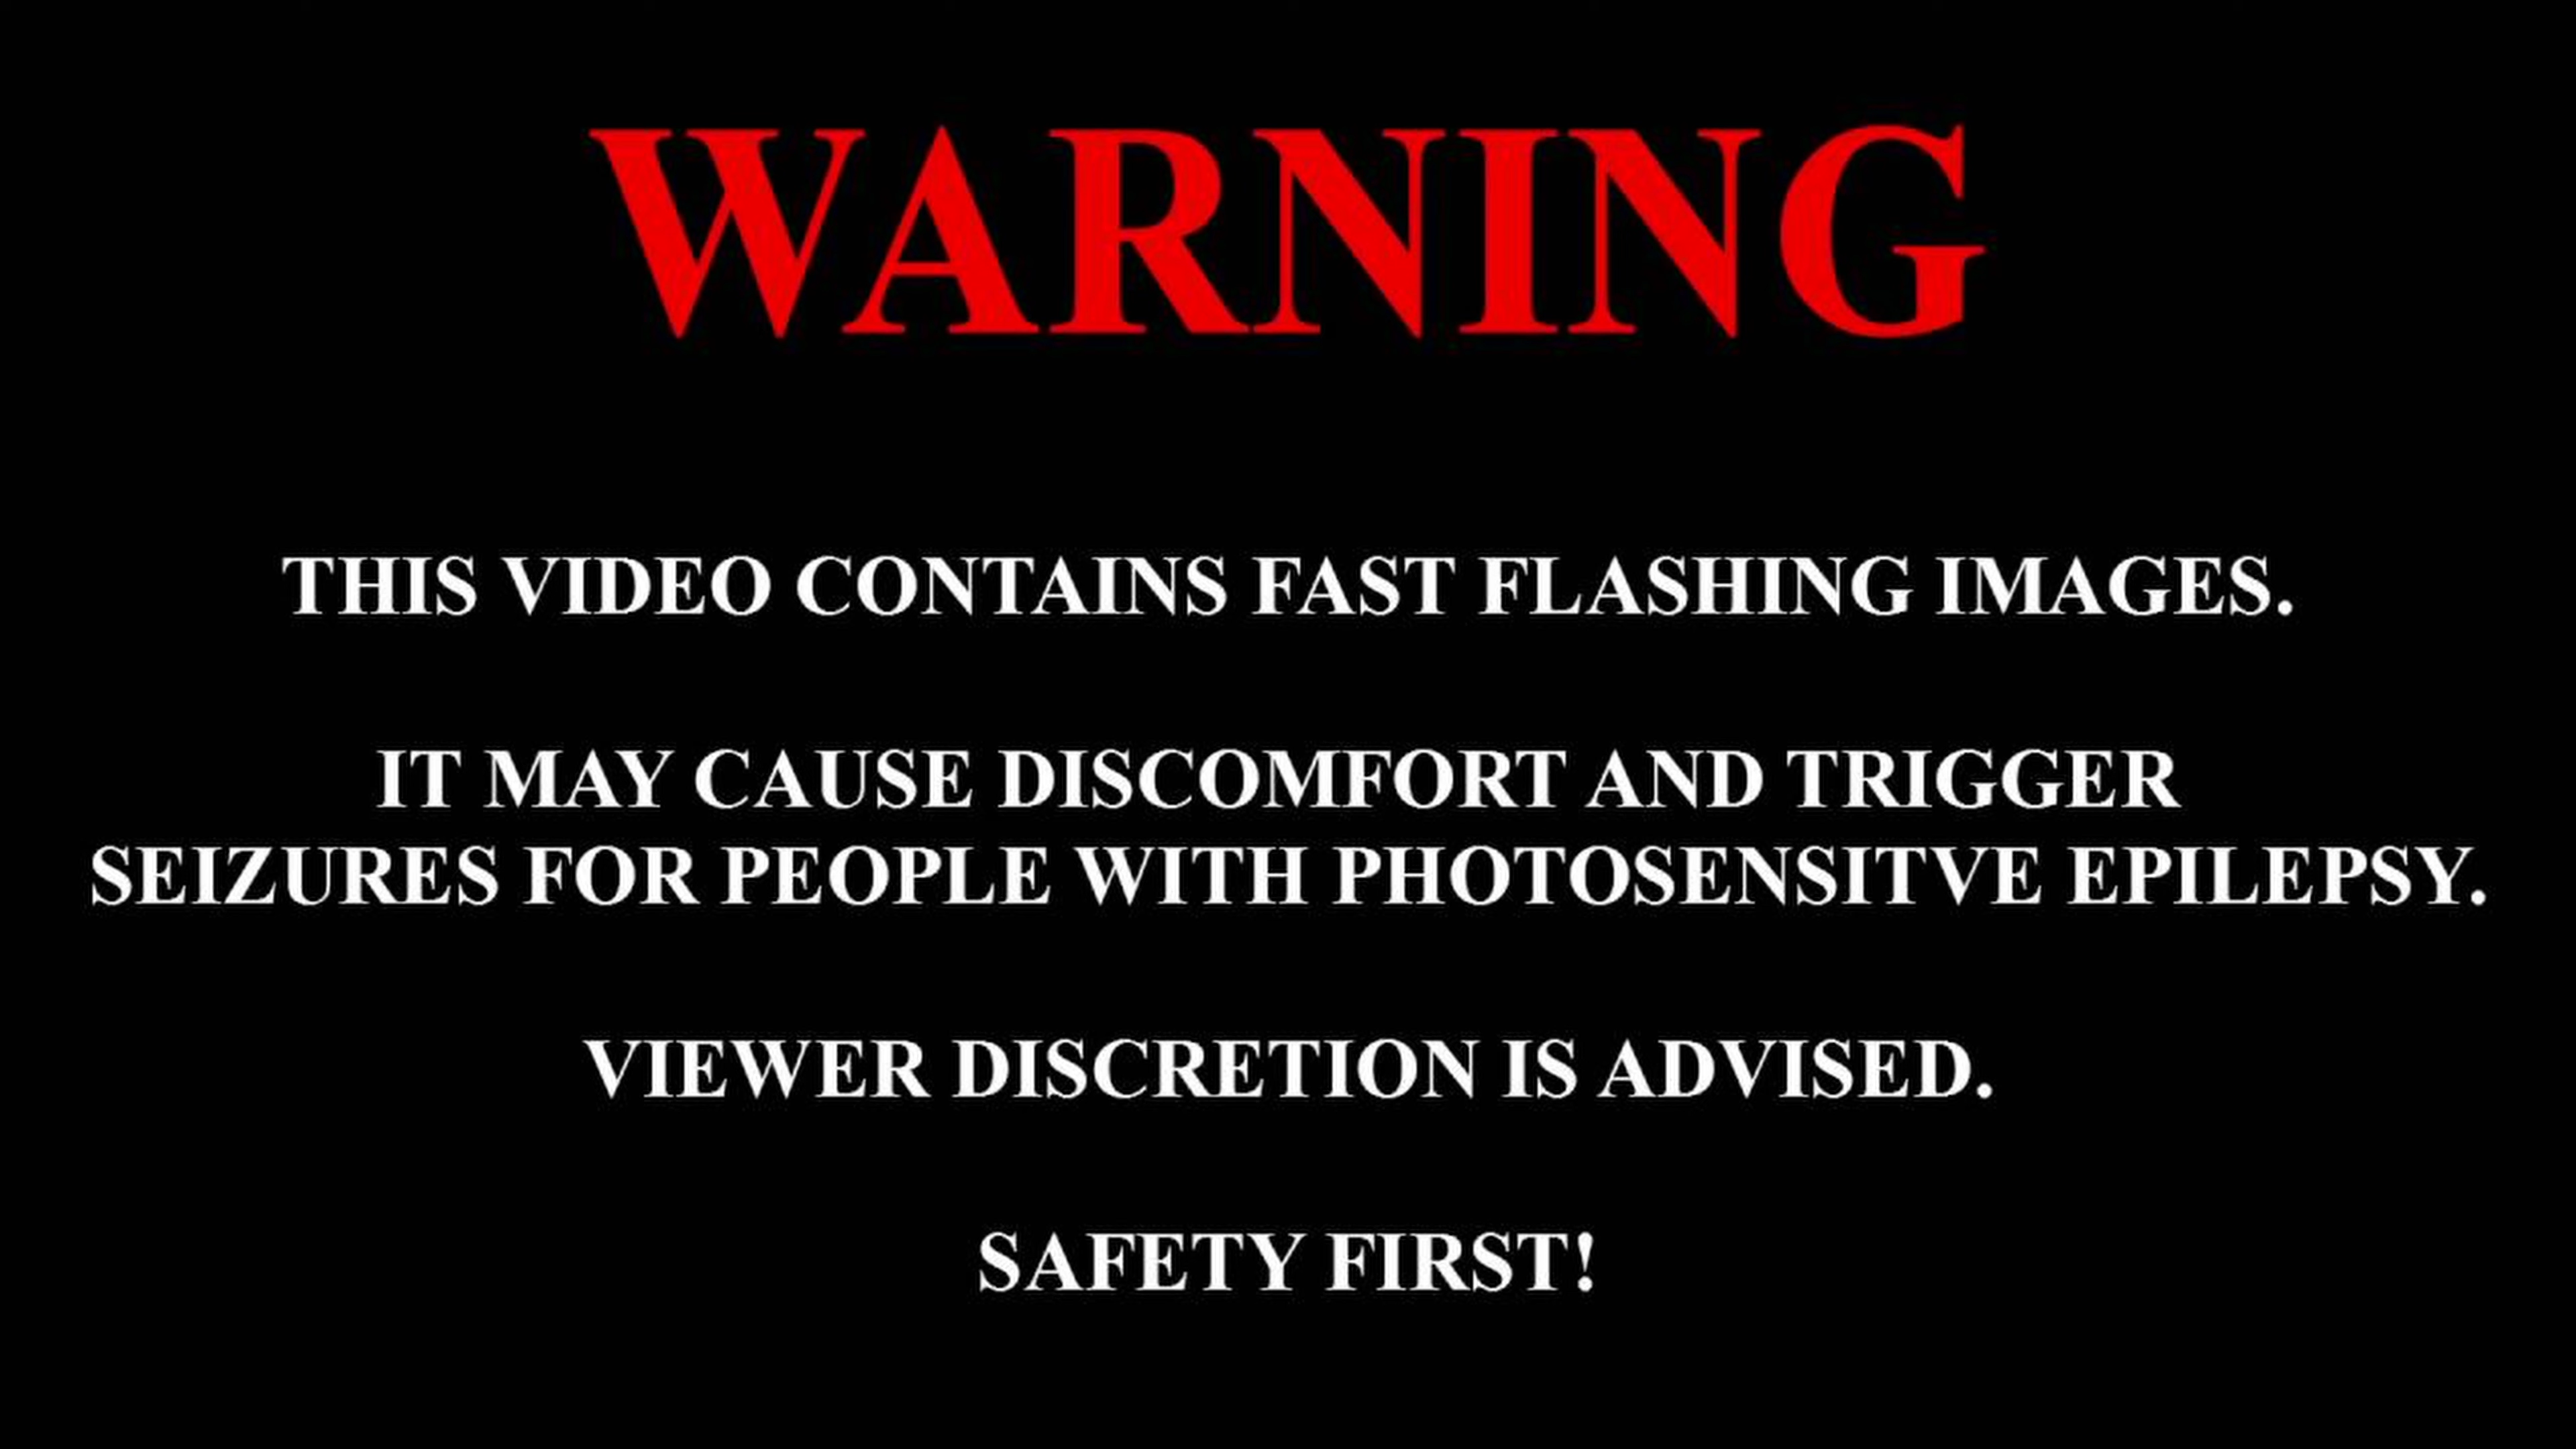 WARNING
THIS VIDEO CONTAINS FAST FLASHING IMAGES.
IT MAY CAUSE DISCOMFORT AND TRIGGER
SEIZURES FOR PEOPLE WITH PHOTOSENSITVE EPILEPSY.
VIEWER DISCRETION IS ADVISED.
SAFETY FIRST!